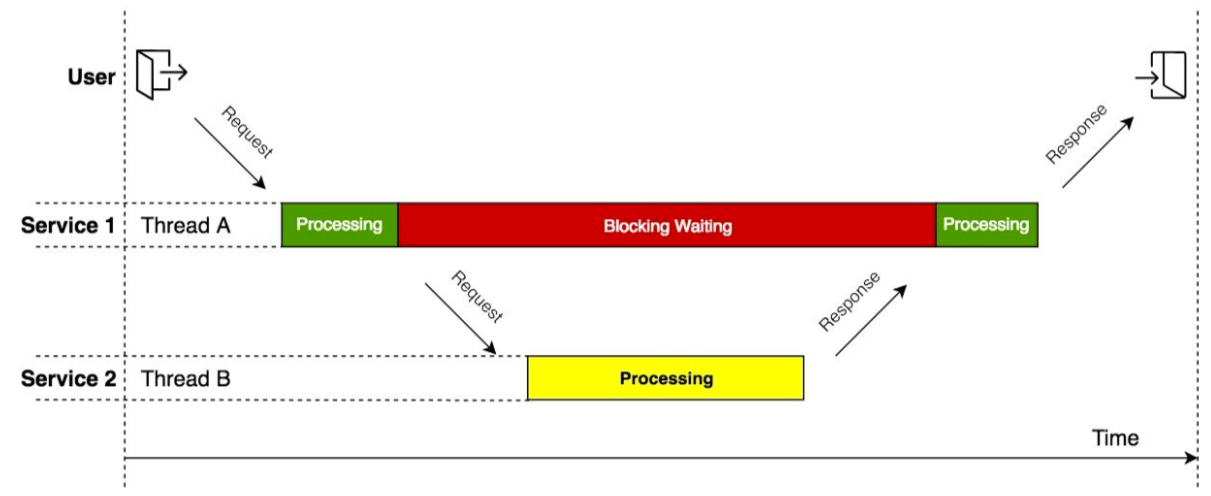 User
Request
Response
Service 1 Thread A Processing Blocking Waiting Processing
Request
Response
Service 2 Thread B Processing
Time